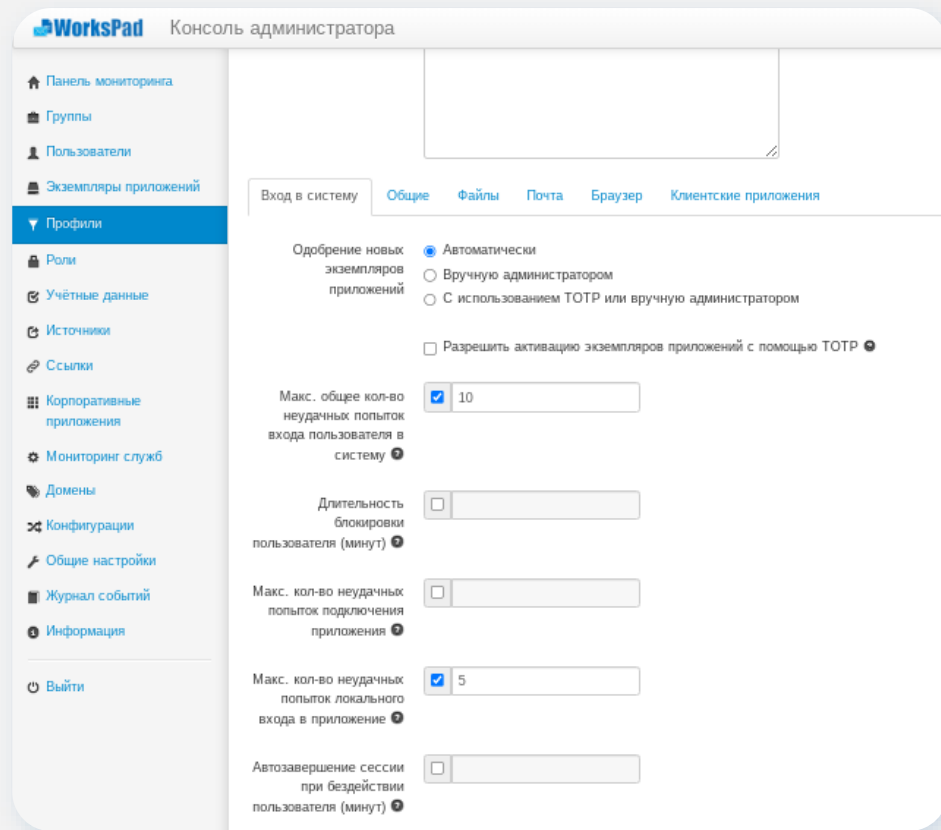 WorksPad Консоль администратора
Панель мониторинга
Группы
Пользователи
Экземпляры приложений
Профили
Роли
Учётные данные
Источники
Ссылки
Корпоративные
приложения
Мониторинг служб
Домены
Конфигурации
Общие настройки
Журнал событий
Информация
Выйти
Вход в систему Общие Файлы Почта Браузер Клиентские приложения
Одобрение новых
экземпляров
приложений
Автоматически
Вручную администратором
С использованием TOTP или вручную администратором
Разрешить активацию экземпляров приложений с помощью TOTP ?
Макс. общее кол-во
неудачных попыток
входа пользователя в
систему ?
10
Длительность
блокировки
пользователя (минут) ?
Макс. кол-во неудачных
попыток подключения
приложения ?
Макс. кол-во неудачных
попыток локального
входа в приложение ?
5
Автозавершение сессии
при бездействии
пользователя (минут) ?